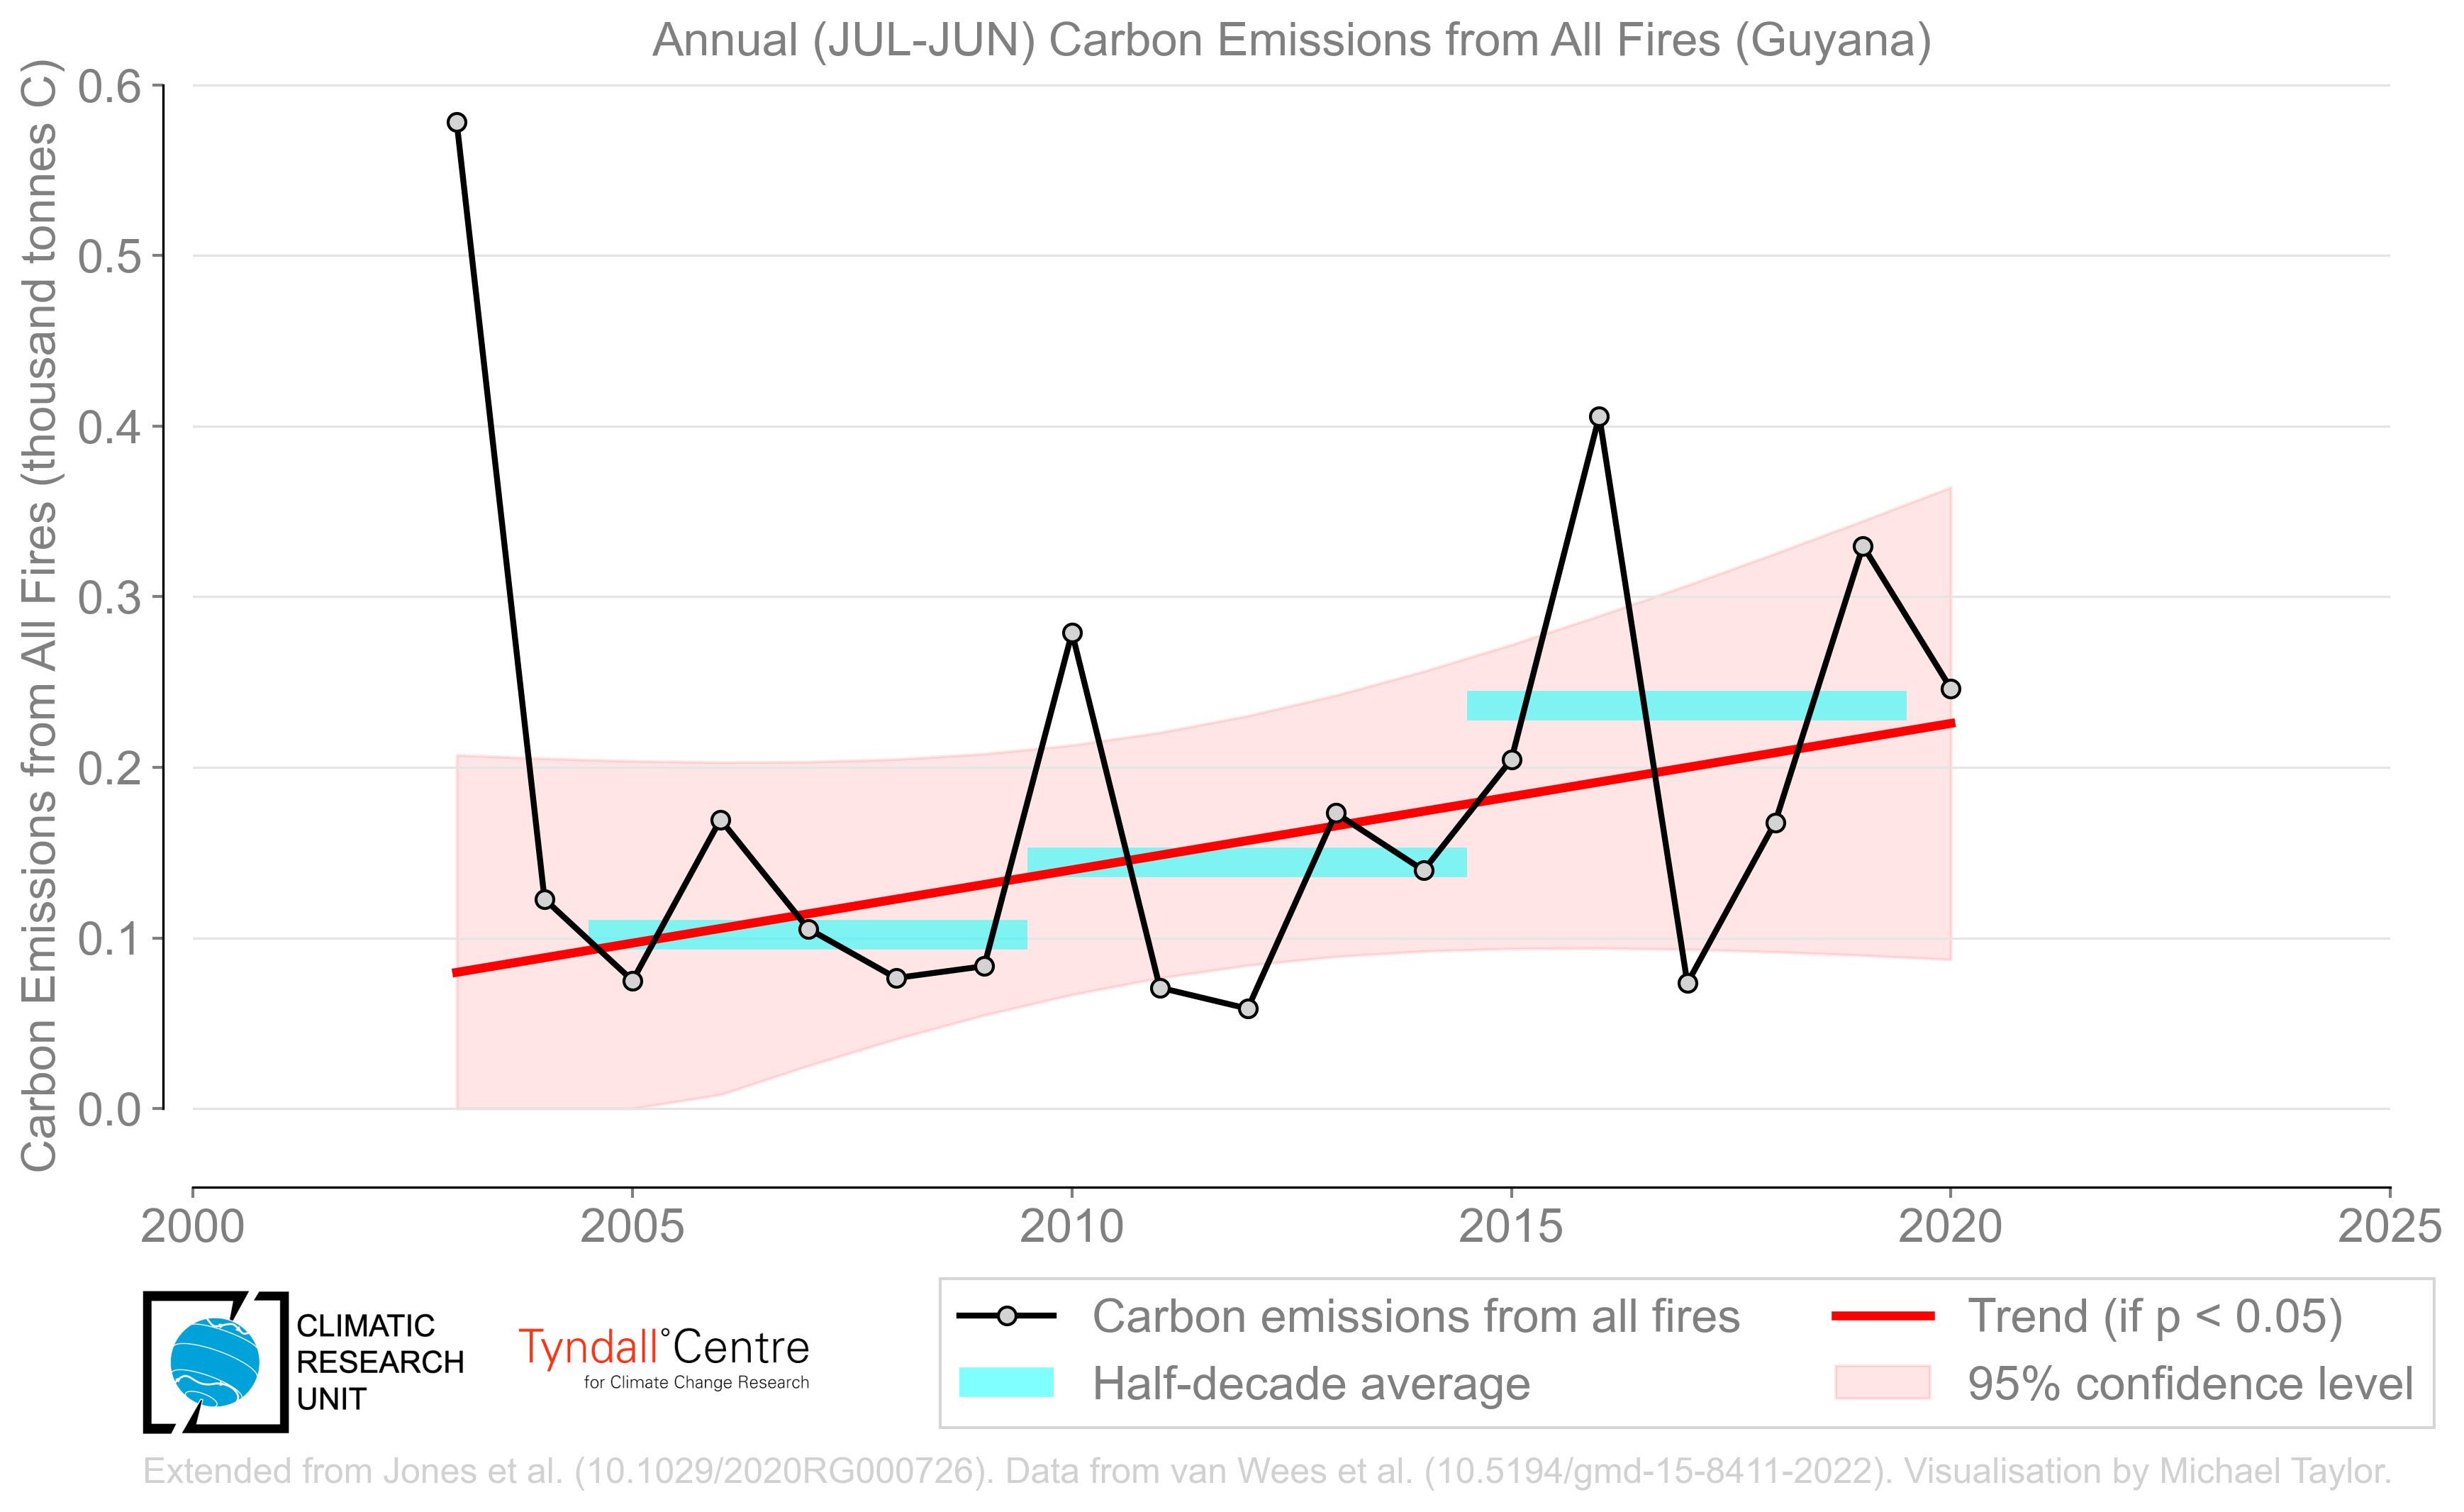 Annual (JUL-JUN) Carbon Emissions from All Fires (Guyana)
Carbon Emissions from All Fires (thousand tonnes C)
0.6
0.5
0.4
0.3
0.2
0.1
0.0
2000 2005 2010 2015 2020 2025
CLIMATIC
RESEARCH
UNIT
Tyndall°Centre
for Climate Change Research
Carbon emissions from all fires
Half-decade average
Trend (if p < 0.05)
95% confidence level
Extended from Jones et al. (10.1029/2020RG000726). Data from van Wees et al. (10.5194/gmd-15-8411-2022). Visualisation by Michael Taylor.